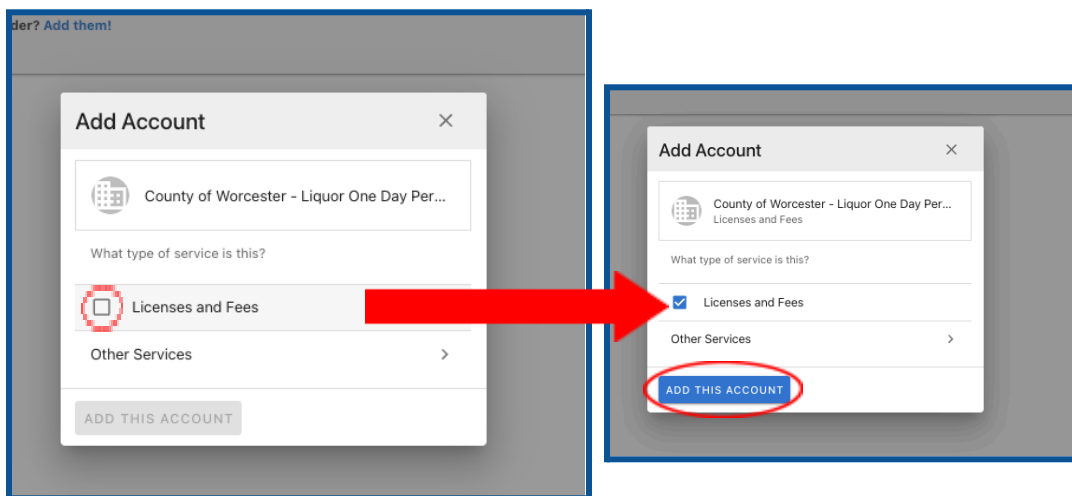 der? Add them!
Add Account
County of Worcester - Liquor One Day Per...
What type of service is this?
Licenses and Fees
Other Services
ADD THIS ACCOUNT
Add Account
County of Worcester - Liquor One Day Per...
Licenses and Fees
What type of service is this?
Licenses and Fees
Other Services
ADD THIS ACCOUNT